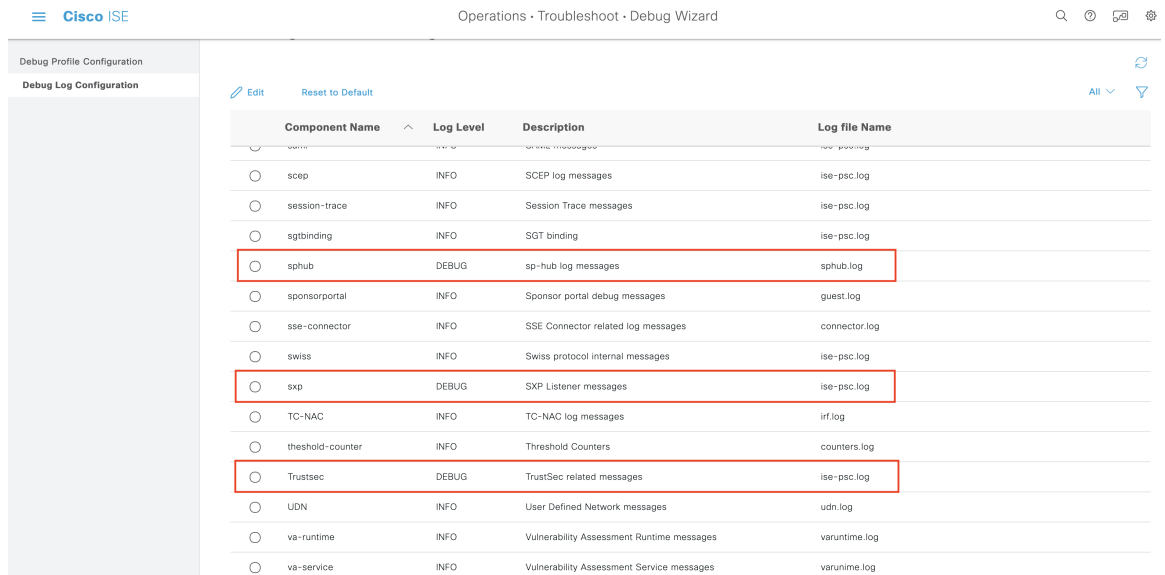 Cisco ISE
Operations · Troubleshoot · Debug Wizard
Debug Profile Configuration
Debug Log Configuration
Edit Reset to Default All
Component Name Log Level Description Log file Name
scep INFO SCEP log messages ise-psc.log
session-trace INFO Session Trace messages ise-psc.log
sgtbinding INFO SGT binding ise-psc.log
sphub DEBUG sp-hub log messages sphub.log
sponsorportal INFO Sponsor portal debug messages guest.log
sse-connector INFO SSE Connector related log messages connector.log
swiss INFO Swiss protocol internal messages ise-psc.log
sxp DEBUG SXP Listener messages ise-psc.log
TC-NAC INFO TC-NAC log messages irf.log
theshold-counter INFO Threshold Counters counters.log
Trustsec DEBUG TrustSec related messages ise-psc.log
UDN INFO User Defined Network messages udn.log
va-runtime INFO Vulnerability Assessment Runtime messages varuntime.log
va-service INFO Vulnerability Assessment Service messages varunime.log